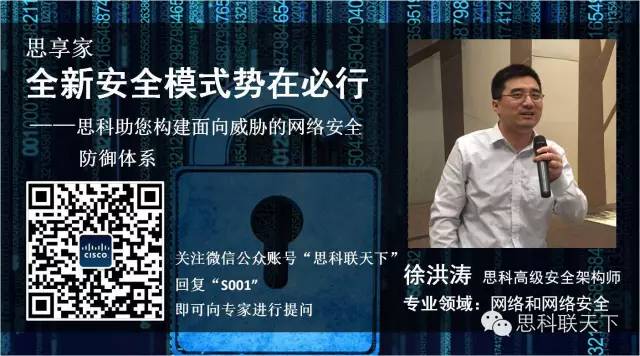 思享家
全新安全模式势在必行
——思科助您构建面向威胁的网络安全
防御体系
CISCO
关注微信公众账号“思科联天下”
回复“S001”
即可向专家进行提问
徐洪涛 思科高级安全架构师
专业领域：网络和网络安全
思科联天下